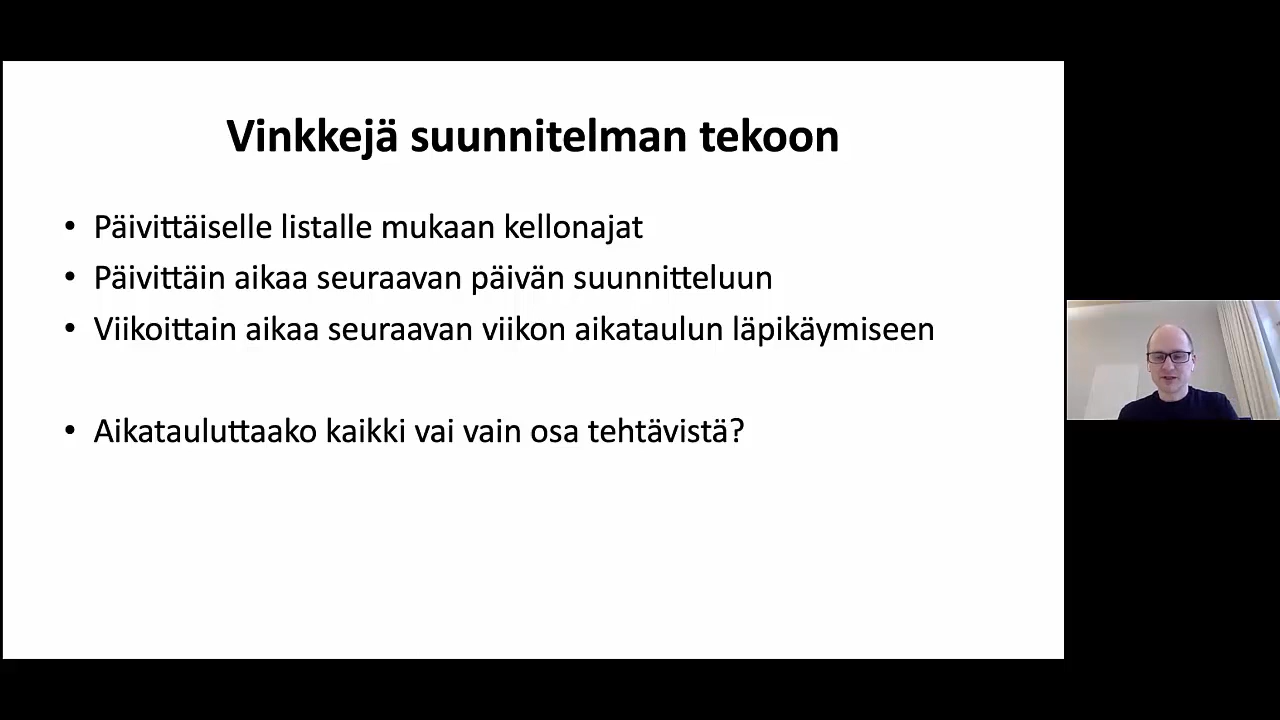 Vinkkejä suunnitelman tekoon
• Päivittäiselle listalle mukaan kellonajat
• Päivittäin aikaa seuraavan päivän suunnitteluun
• Viikoittain aikaa seuraavan viikon aikataulun läpikäymiseen
• Aikatauluttaako kaikki vai vain osa tehtävistä?